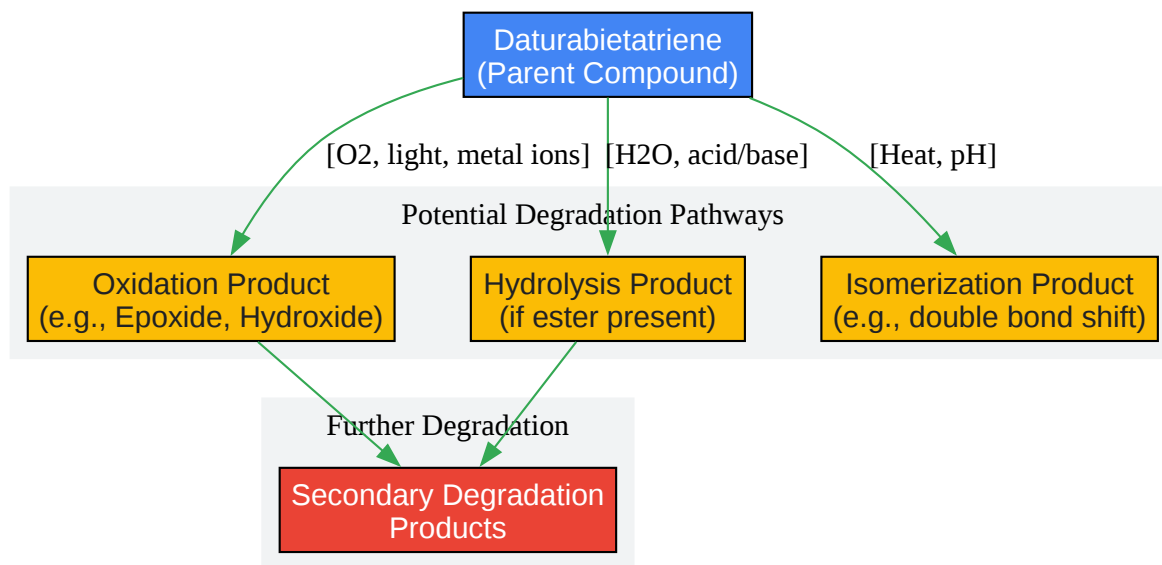 Daturabietatriene
(Parent Compound)
[O2, light, metal ions]
[H2O, acid/base]
[Heat, pH]
Potential Degradation Pathways
Oxidation Product
(e.g., Epoxide, Hydroxide)
Hydrolysis Product
(if ester present)
Isomerization Product
(e.g., double bond shift)
Further Degradation
Secondary Degradation
Products